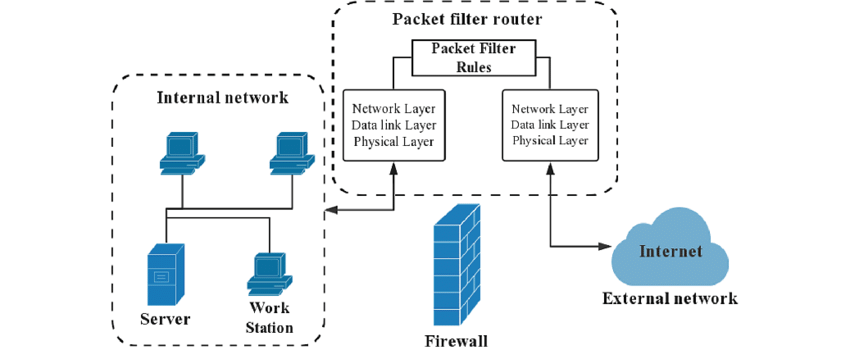 Packet filter router
Packet Filter
Rules
Internal network
Network Layer
Data link Layer
Physical Layer
Network Layer
Data link Layer
Physical Layer
Internet
External network
Server
Work
Station
Firewall